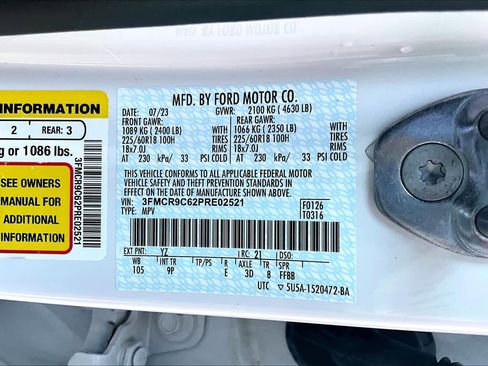 INFORMATION
2 REAR: 3
g or 1086 lbs.
SEE OWNERS
MANUAL
FOR
3FMCR9C62PRE02521
MFD. BY FORD MOTOR CO.
DATE: 07/23 GVWR: 2100 KG (4630 LB)
FRONT GAWR: REAR GAWR:
1089 KG (2400 LB) WITH 1066 KG (2350 LB) WITH
225/60R18 100H TIRES 225/60R18 100H
18x7.0J RIMS 18x7.0J
AT 230 kPa/ 33 PSI COLD AT 230 kPa/ 33 PSI COLD
THIS VEHICLE CONFORMS TO ALL APPLICABLE FEDERAL MOTOR
VEHICLE SAFETY AND THEFT PREVENTION STANDARDS IN
EFFECT ON THE DATE OF MANUFACTURE SHOWN ABOVE.
VIN: 3FMCR9C62PRE02521 F0126
TYPE: MPV T0316
EXT PNT: YZ RC: 21 DSO:
WB INT TR TP/PS R AXLE TR SPR
105 9P E 3D 8 FFBB
UTC 5U5A-1520472-BA